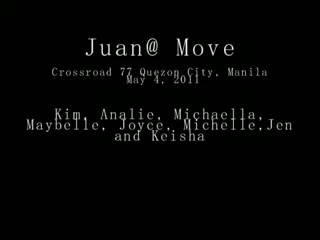 Juan@ Move
Crossroad 77 Quezon City, Manila
May 4, 2011
Kim, Analie, Michaella,
Maybelle, Joyce, Michelle,Jen
and Keisha